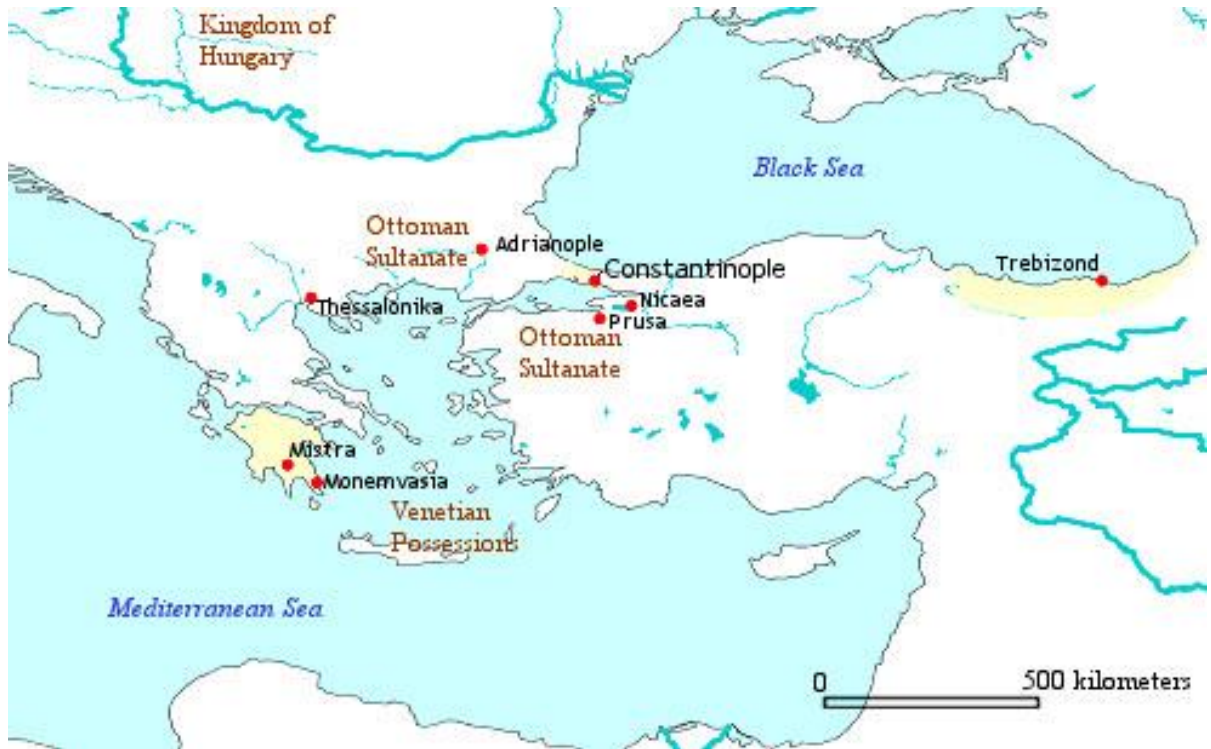 Kingdom of
Hungary
Black Sea
Ottoman
Sultanate
Adrianople
Constantinople
Trebizond
Thessalonika
Nicaea
Prusa
Ottoman
Sultanate
Mistra
Monemvasia
Venetian
Possessions
Mediterranean Sea
0
500 kilometers